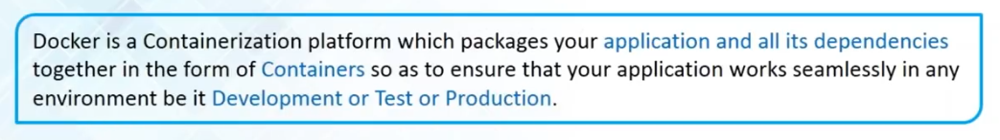 Docker is a Containerization platform which packages your application and all its dependencies
together in the form of Containers so as to ensure that your application works seamlessly in any
environment be it Development or Test or Production.